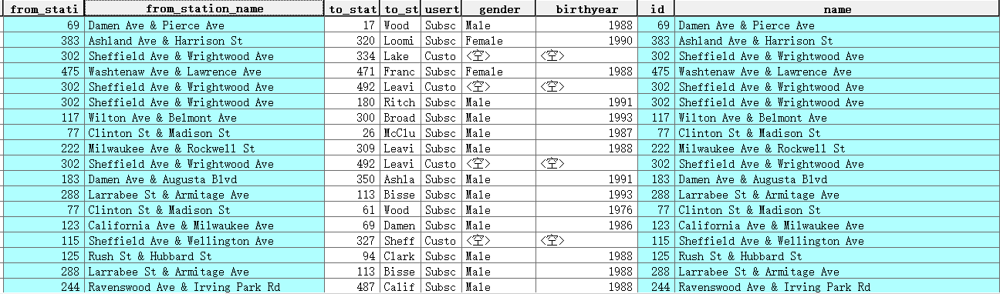 from_stati from_station_name to_stat to_st usert gender birthyear id name
69 Damen Ave & Pierce Ave 17 Wood Subsc Male 1988 69 Damen Ave & Pierce Ave
383 Ashland Ave & Harrison St 320 Loomi Subsc Female 1990 383 Ashland Ave & Harrison St
302 Sheffield Ave & Wrightwood Ave 334 Lake Custo <空> <空> 302 Sheffield Ave & Wrightwood Ave
475 Washtenaw Ave & Lawrence Ave 471 Franc Subsc Female 1988 475 Washtenaw Ave & Lawrence Ave
302 Sheffield Ave & Wrightwood Ave 492 Leavi Custo <空> <空> 302 Sheffield Ave & Wrightwood Ave
302 Sheffield Ave & Wrightwood Ave 180 Ritch Subsc Male 1991 302 Sheffield Ave & Wrightwood Ave
117 Wilton Ave & Belmont Ave 300 Broad Subsc Male 1993 117 Wilton Ave & Belmont Ave
77 Clinton St & Madison St 26 McClu Subsc Male 1987 77 Clinton St & Madison St
222 Milwaukee Ave & Rockwell St 309 Leavi Subsc Male 1988 222 Milwaukee Ave & Rockwell St
302 Sheffield Ave & Wrightwood Ave 492 Leavi Custo <空> <空> 302 Sheffield Ave & Wrightwood Ave
183 Damen Ave & Augusta Blvd 350 Ashla Subsc Male 1991 183 Damen Ave & Augusta Blvd
288 Larrabee St & Armitage Ave 113 Bisse Subsc Male 1993 288 Larrabee St & Armitage Ave
77 Clinton St & Madison St 61 Wood Subsc Male 1976 77 Clinton St & Madison St
123 California Ave & Milwaukee Ave 69 Damen Subsc Male 1986 123 California Ave & Milwaukee Ave
115 Sheffield Ave & Wellington Ave 327 Sheff Custo <空> <空> 115 Sheffield Ave & Wellington Ave
125 Rush St & Hubbard St 94 Clark Subsc Male 1988 125 Rush St & Hubbard St
288 Larrabee St & Armitage Ave 113 Bisse Subsc Male 1988 288 Larrabee St & Armitage Ave
244 Ravenswood Ave & Irving Park Rd 487 Calif Subsc Male 1988 244 Ravenswood Ave & Irving Park Rd